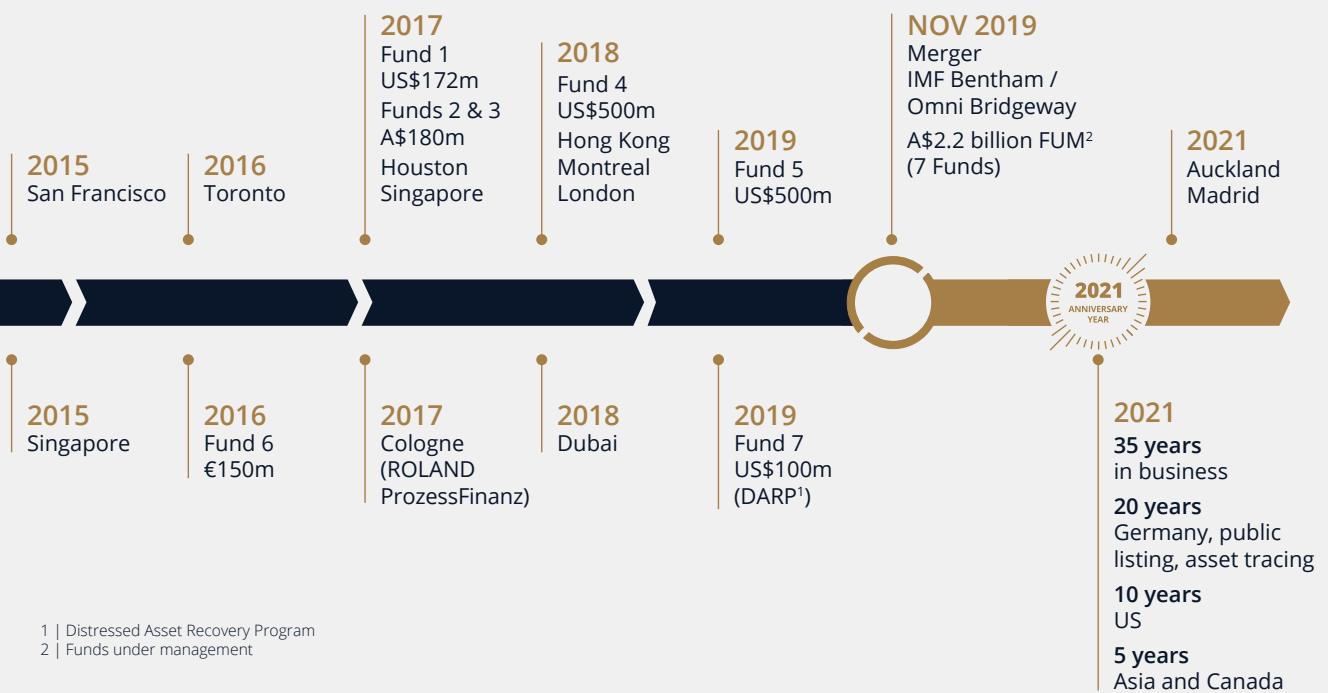 2015
San Francisco
2016
Toronto
2017
Fund 1
US$172m
Funds 2 & 3
A$180m
Houston
Singapore
2018
Fund 4
US$500m
Hong Kong
Montreal
London
2019
Fund 5
US$500m
NOV 2019
Merger
IMF Bentham /
Omni Bridgeway
A$2.2 billion FUM²
(7 Funds)
2021
Auckland
Madrid
2021
ANNIVERSARY
YEAR
2015
Singapore
2016
Fund 6
€150m
2017
Cologne
(ROLAND
ProzessFinanz)
2018
Dubai
2019
Fund 7
US$100m
(DARP¹)
2021
35 years
in business
20 years
Germany, public
listing, asset tracing
10 years
US
5 years
Asia and Canada
1 | Distressed Asset Recovery Program
2 | Funds under management